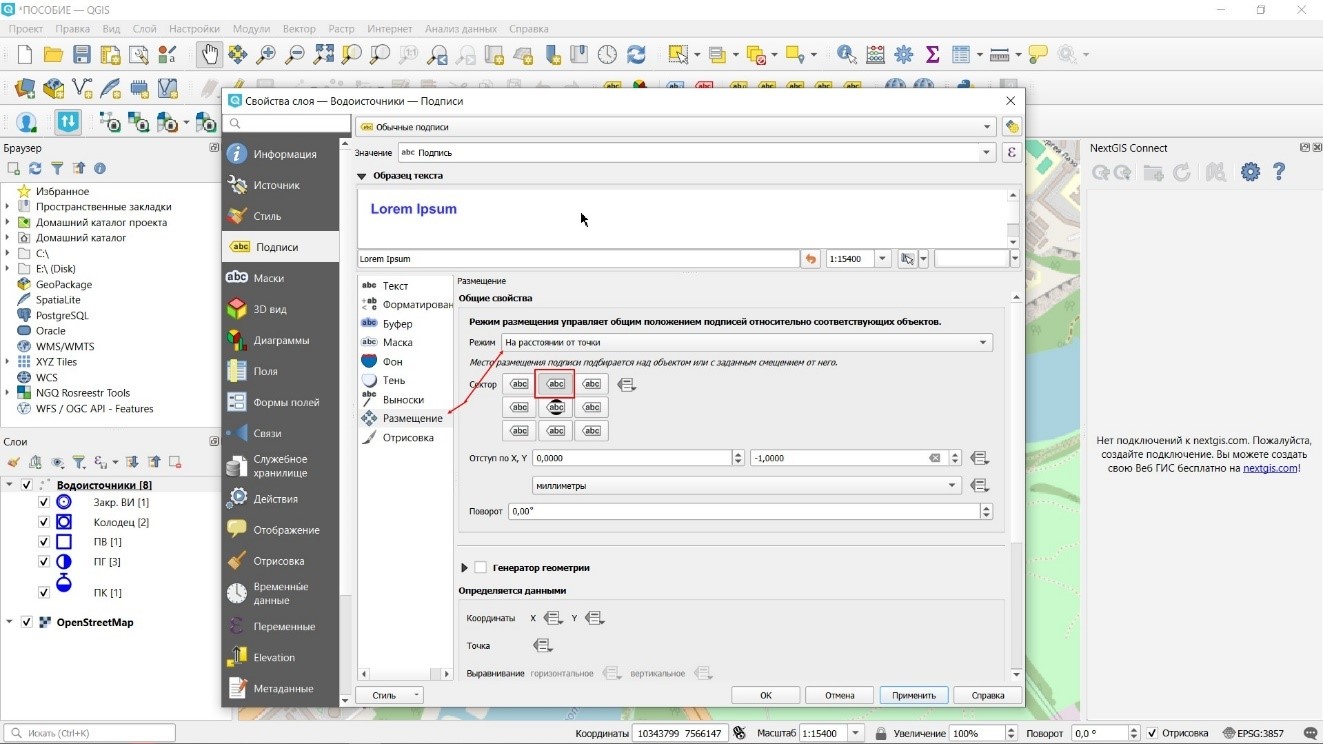 *ПОСОБИЕ — QGIS
Проект Правка Вид Слой Настройки Модули Вектор Растр Интернет Анализ данных Справка
Свойства слоя — Водоисточники — Подписи
Браузер
Избранное
Пространственные закладки
Домашний каталог проекта
Домашний каталог
C:\
E:\ (Disk)
GeoPackage
SpatiaLite
PostgreSQL
Oracle
WMS/WMTS
XYZ Tiles
WCS
NGQ Rosreestr Tools
WFS / OGC API - Features
Слои
Водоисточники [8]
Закр. ВИ [1]
Колодец [2]
ПВ [1]
ПГ [3]
ПК [1]
OpenStreetMap
Информация
Источник
Стиль
abc Подписи
abc Маски
3D вид
Диаграммы
Поля
Формы полей
Связи
Служебное хранилище
Действия
Отображение
Отрисовка
Временные данные
Переменные
Elevation
Метаданные
Обычные подписи
Значение abc Подпись
Образец текста
Lorem Ipsum
Lorem Ipsum 1:15400
abc Текст
Форматирован
abc Буфер
abc Маска
Фон
Тень
abc Выноски
Размещение
Отрисовка
Размещение
Общие свойства
Режим размещения управляет общим положением подписей относительно соответствующих объектов.
Режим На расстоянии от точки
Место размещения подписи подбирается над объектом или с заданным смещением от него.
Сектор abc abc abc
abc abc abc
abc abc abc
Отступ по X, Y 0,0000 -1,0000
миллиметры
Поворот 0,00°
Генератор геометрии
Определяется данными
Координаты X Y
Точка
Выравнивание горизонтальное вертикальное
Стиль OK Отмена Применить Справка
NextGIS Connect
Нет подключений к nextgis.com. Пожалуйста,
создайте подключение. Вы можете создать
свою Веб ГИС бесплатно на nextgis.com!
Искать (Ctrl+K) Координаты 10343799 7566147 Масштаб 1:15400 Увеличение 100% Поворот 0,0 ° Отрисовка EPSG:3857